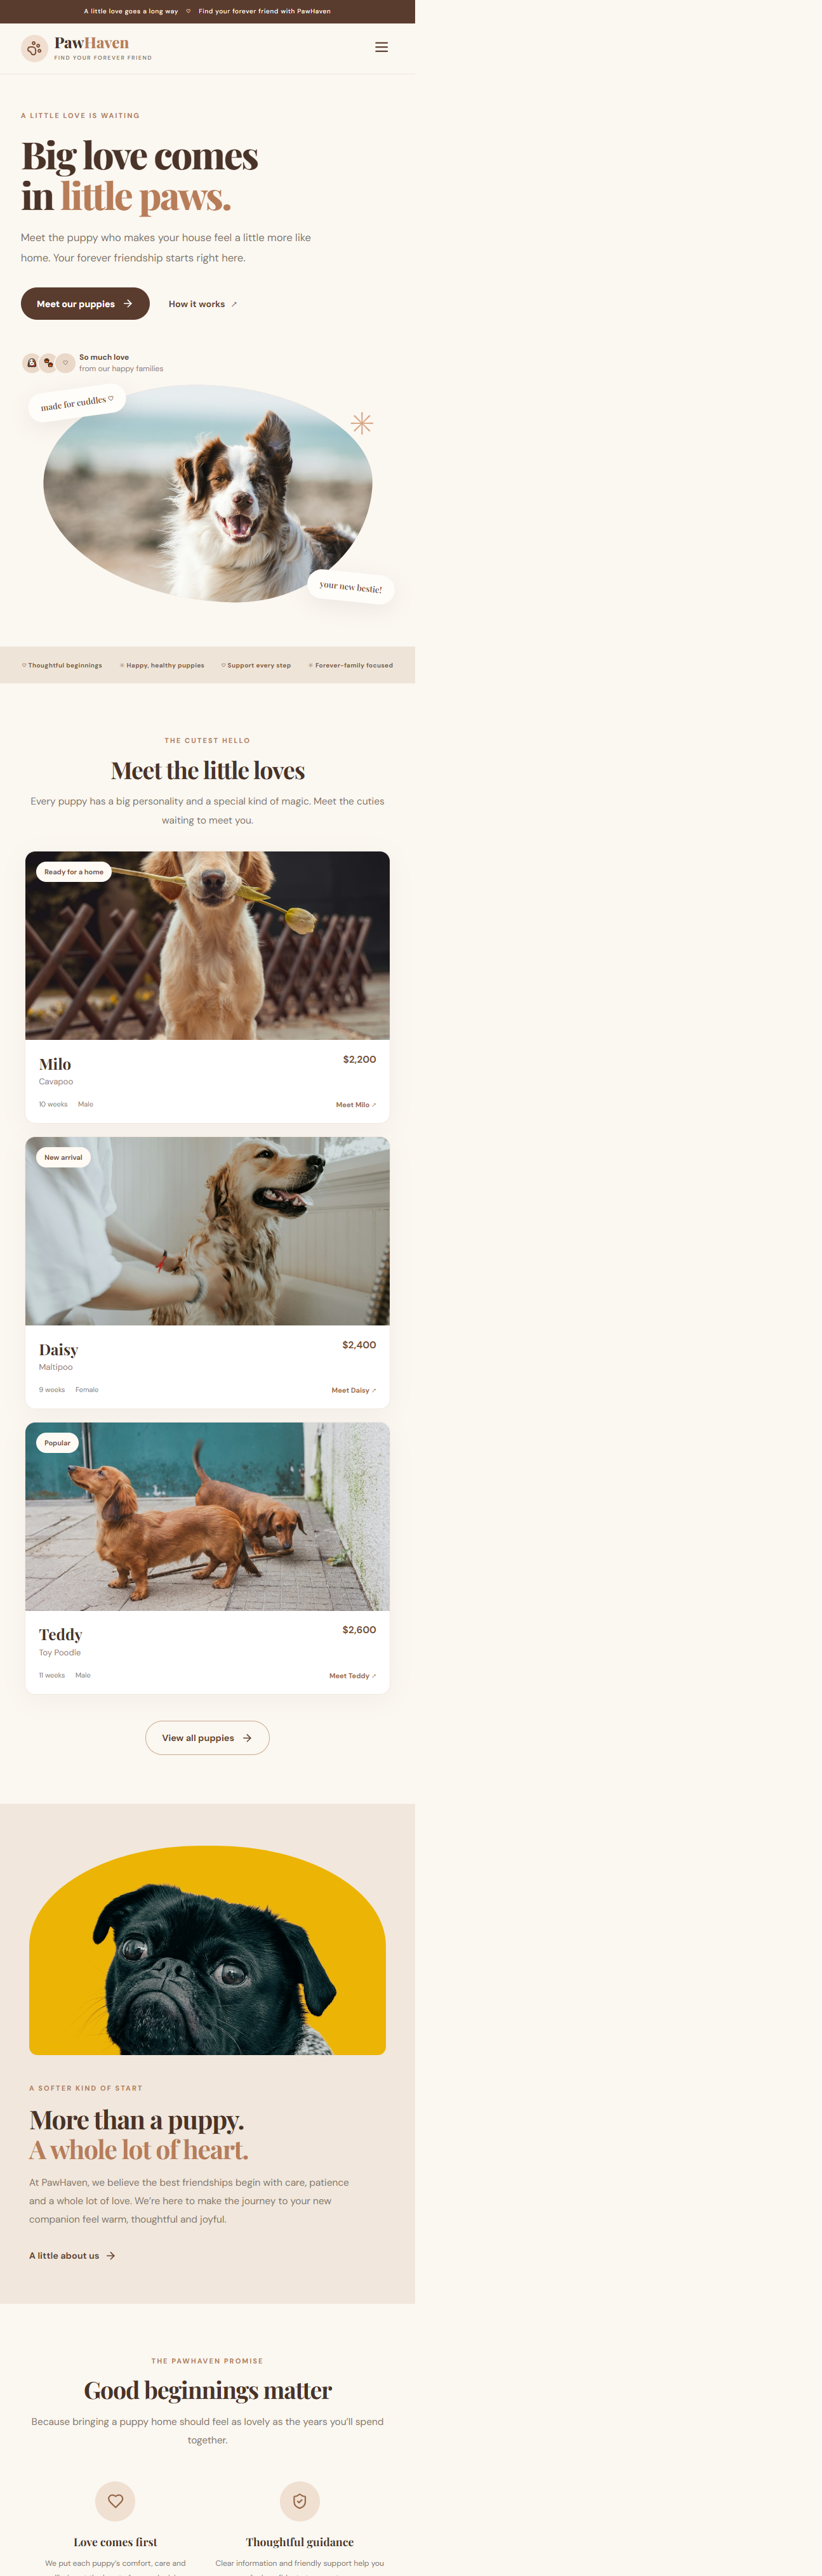 A little love goes a long way ♡ Find your forever friend with PawHaven
PawHaven
FIND YOUR FOREVER FRIEND
A LITTLE LOVE IS WAITING
Big love comes
in little paws.
Meet the puppy who makes your house feel a little more like
home. Your forever friendship starts right here.
Meet our puppies →
How it works ↗
So much love
from our happy families
made for cuddles ♡
your new bestie!
♡ Thoughtful beginnings ✳ Happy, healthy puppies ♡ Support every step ✳ Forever-family focused
THE CUTEST HELLO
Meet the little loves
Every puppy has a big personality and a special kind of magic. Meet the cuties
waiting to meet you.
Ready for a home
Milo
$2,200
Cavapoo
10 weeks Male
Meet Milo ↗
New arrival
Daisy
$2,400
Maltipoo
9 weeks Female
Meet Daisy ↗
Popular
Teddy
$2,600
Toy Poodle
11 weeks Male
Meet Teddy ↗
View all puppies →
A SOFTER KIND OF START
More than a puppy.
A whole lot of heart.
At PawHaven, we believe the best friendships begin with care, patience
and a whole lot of love. We're here to make the journey to your new
companion feel warm, thoughtful and joyful.
A little about us →
THE PAWHAVEN PROMISE
Good beginnings matter
Because bringing a puppy home should feel as lovely as the years you'll spend
together.
Love comes first
We put each puppy's comfort, care and
Thoughtful guidance
Clear information and friendly support help you